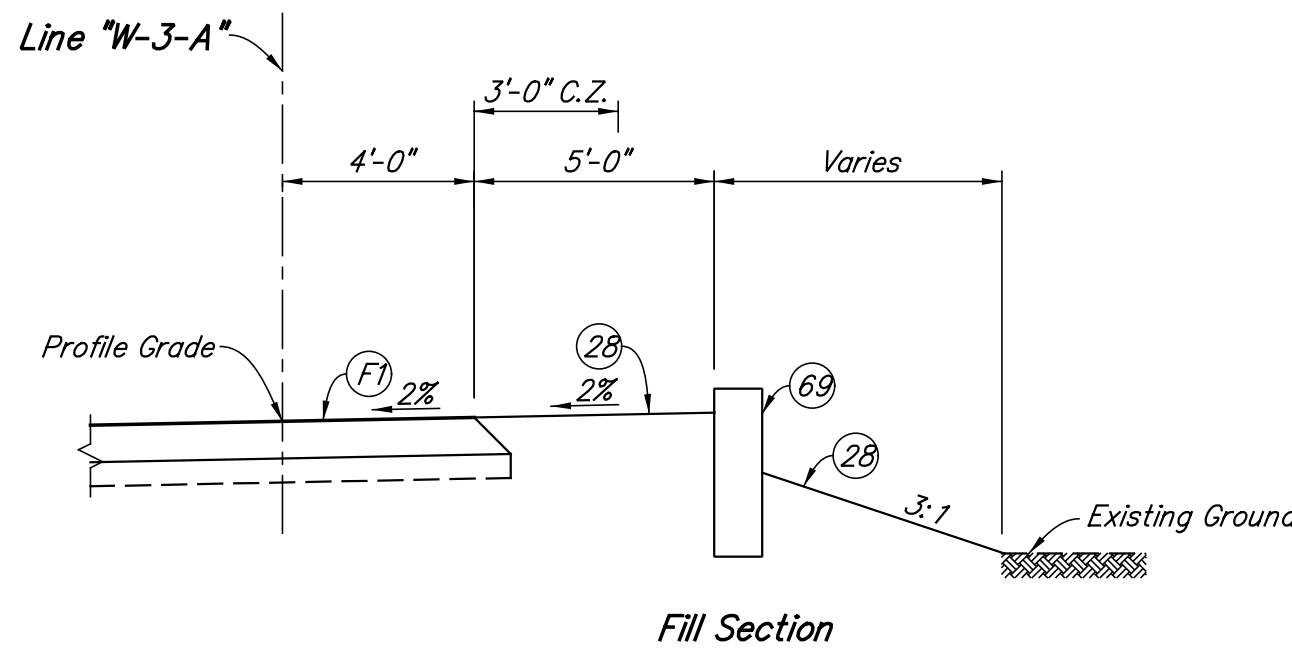 Line "W-3-A"
3'-0" C.Z.
4'-0"
5'-0"
Varies
Profile Grade
F1
2%
28
2%
69
28
3:1
Existing Ground
Fill Section